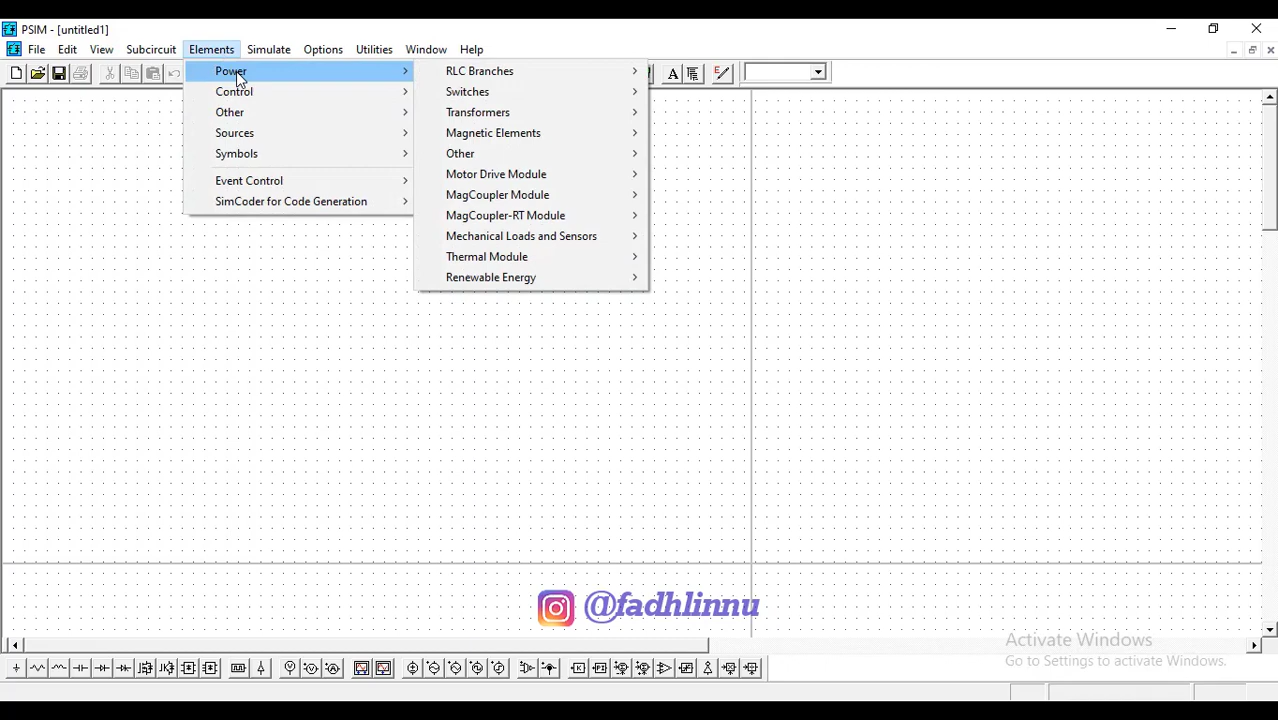 PSIM - [untitled1]
File Edit View Subcircuit Elements Simulate Options Utilities Window Help
Power
Control
Other
Sources
Symbols
Event Control
SimCoder for Code Generation
RLC Branches
Switches
Transformers
Magnetic Elements
Other
Motor Drive Module
MagCoupler Module
MagCoupler-RT Module
Mechanical Loads and Sensors
Thermal Module
Renewable Energy
@fadhlinnu
Activate Windows
Go to Settings to activate Windows.